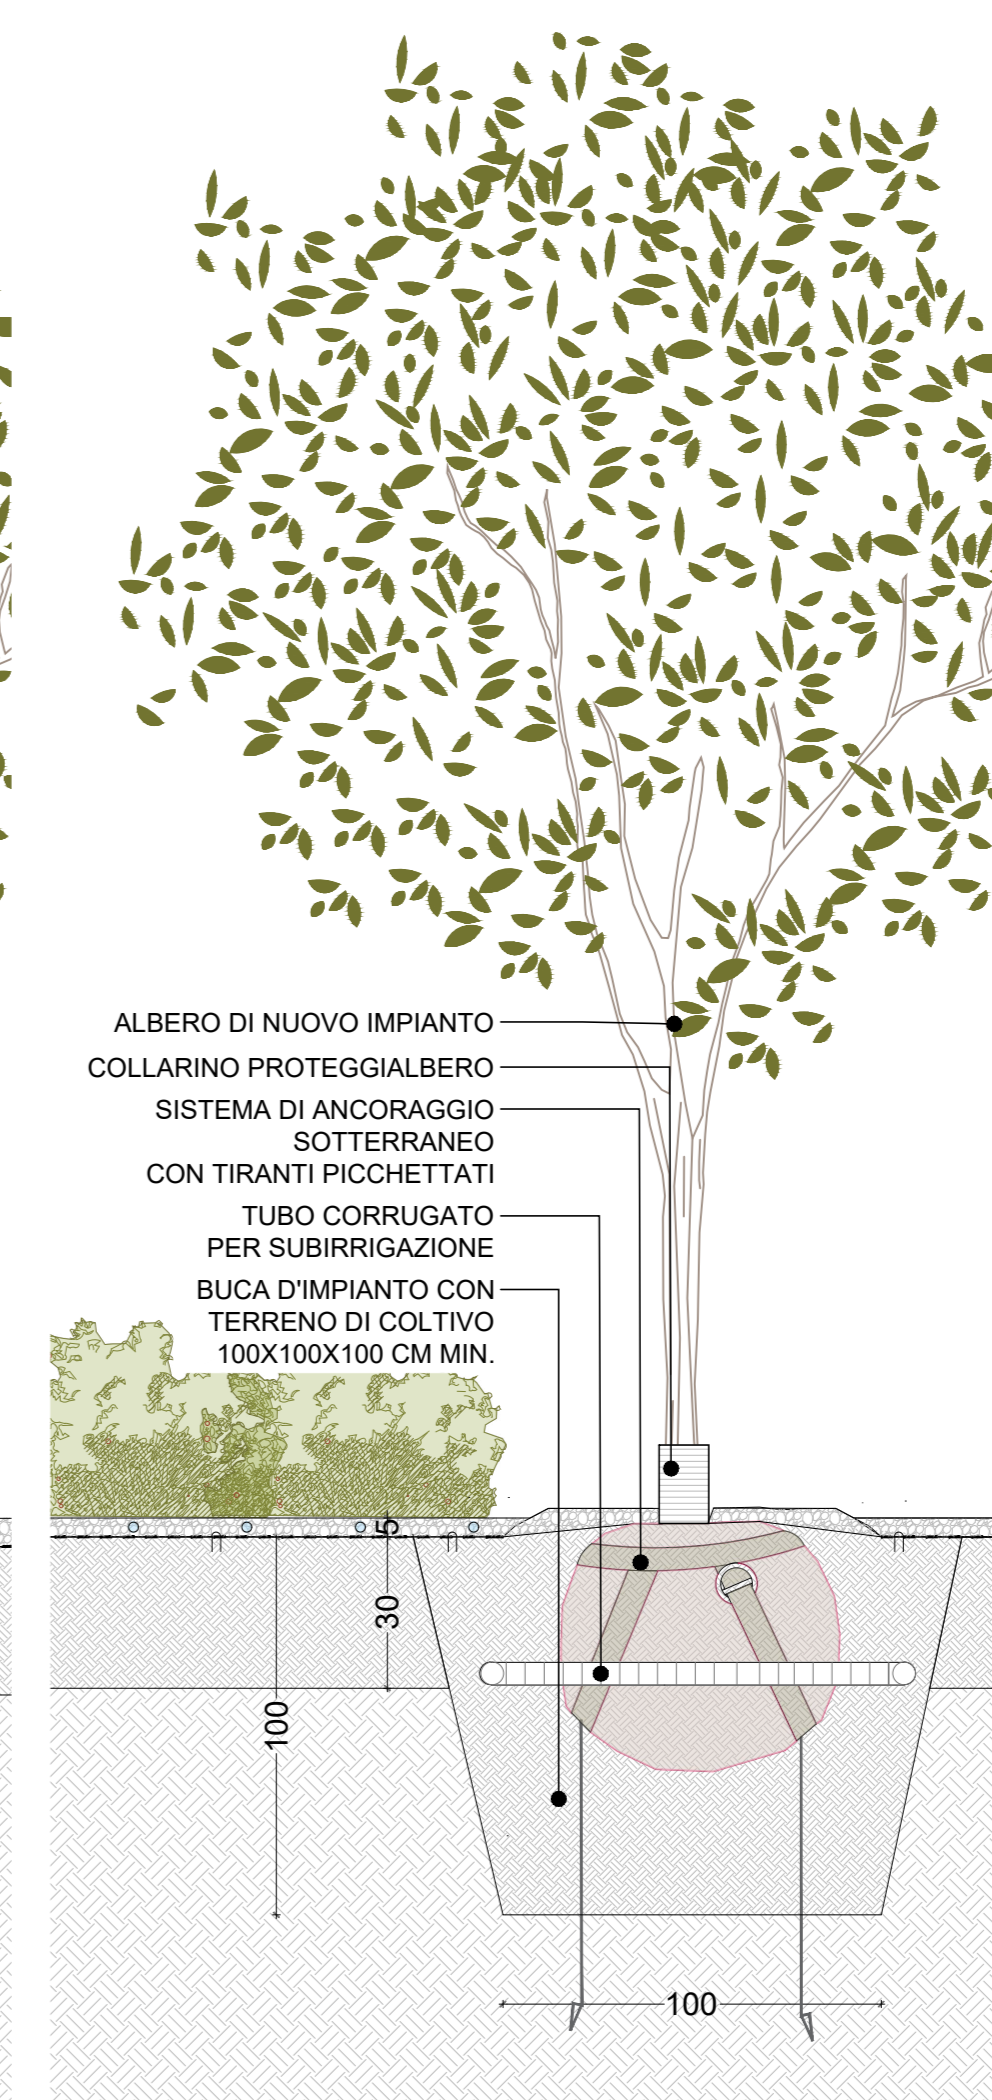 ALBERO DI NUOVO IMPIANTO
COLLARINO PROTEGGIALBERO
SISTEMA DI ANCORAGGIO
SOTTERRANEO
CON TIRANTI PICCHETTATI
TUBO CORRUGATO
PER SUBIRRIGAZIONE
BUCA D'IMPIANTO CON
TERRENO DI COLTIVO
100X100X100 CM MIN.
5
30
100
100